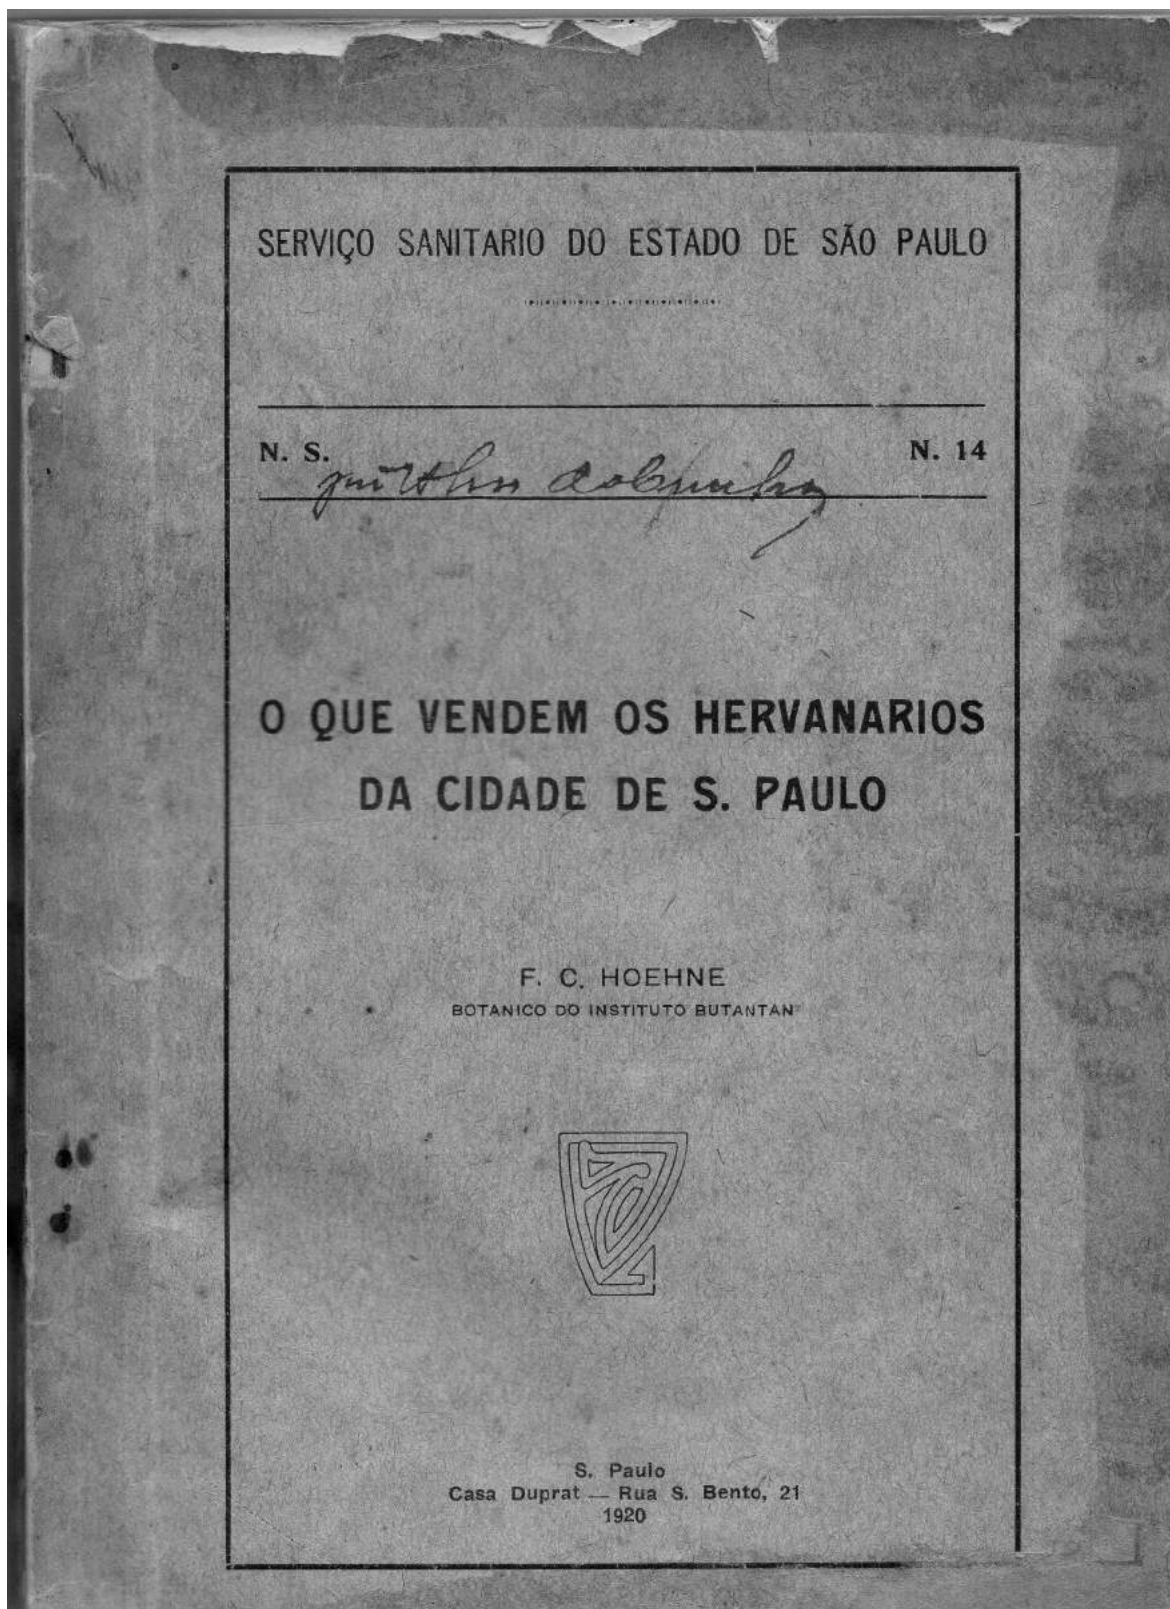 SERVIÇO SANITARIO DO ESTADO DE SÃO PAULO
N. S. N. 14
O QUE VENDEM OS HERVANARIOS
DA CIDADE DE S. PAULO
F. C. HOEHNE
BOTANICO DO INSTITUTO BUTANTAN
S. Paulo
Casa Duprat — Rua S. Bento, 21
1920